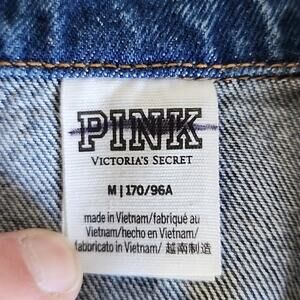 PINK
VICTORIA'S SECRET
M | 170/96A
made in Vietnam/fabriqué au
Vietnam/hecho en Vietnam/
fabbricato in Vietnam/ 越南制造